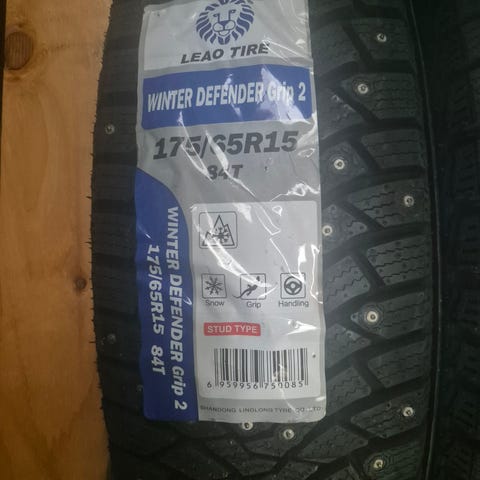 LEAO TIRE
WINTER DEFENDER Grip 2
175/65R15
84T
WINTER DEFENDER Grip 2
175/65R15 84T
Snow
Grip
Handling
STUD TYPE
6 959956 750085
SHANDONG LINGLONG TYRE CO.,LTD